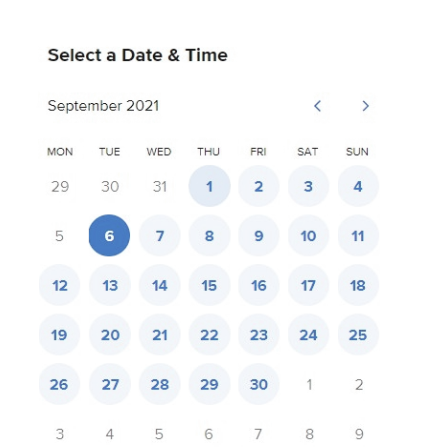 Select a Date & Time
September 2021
MON TUE WED THU FRI SAT SUN
29 30 31 1 2 3 4
5 6 7 8 9 10 11
12 13 14 15 16 17 18
19 20 21 22 23 24 25
26 27 28 29 30 1 2
3 4 5 6 7 8 9